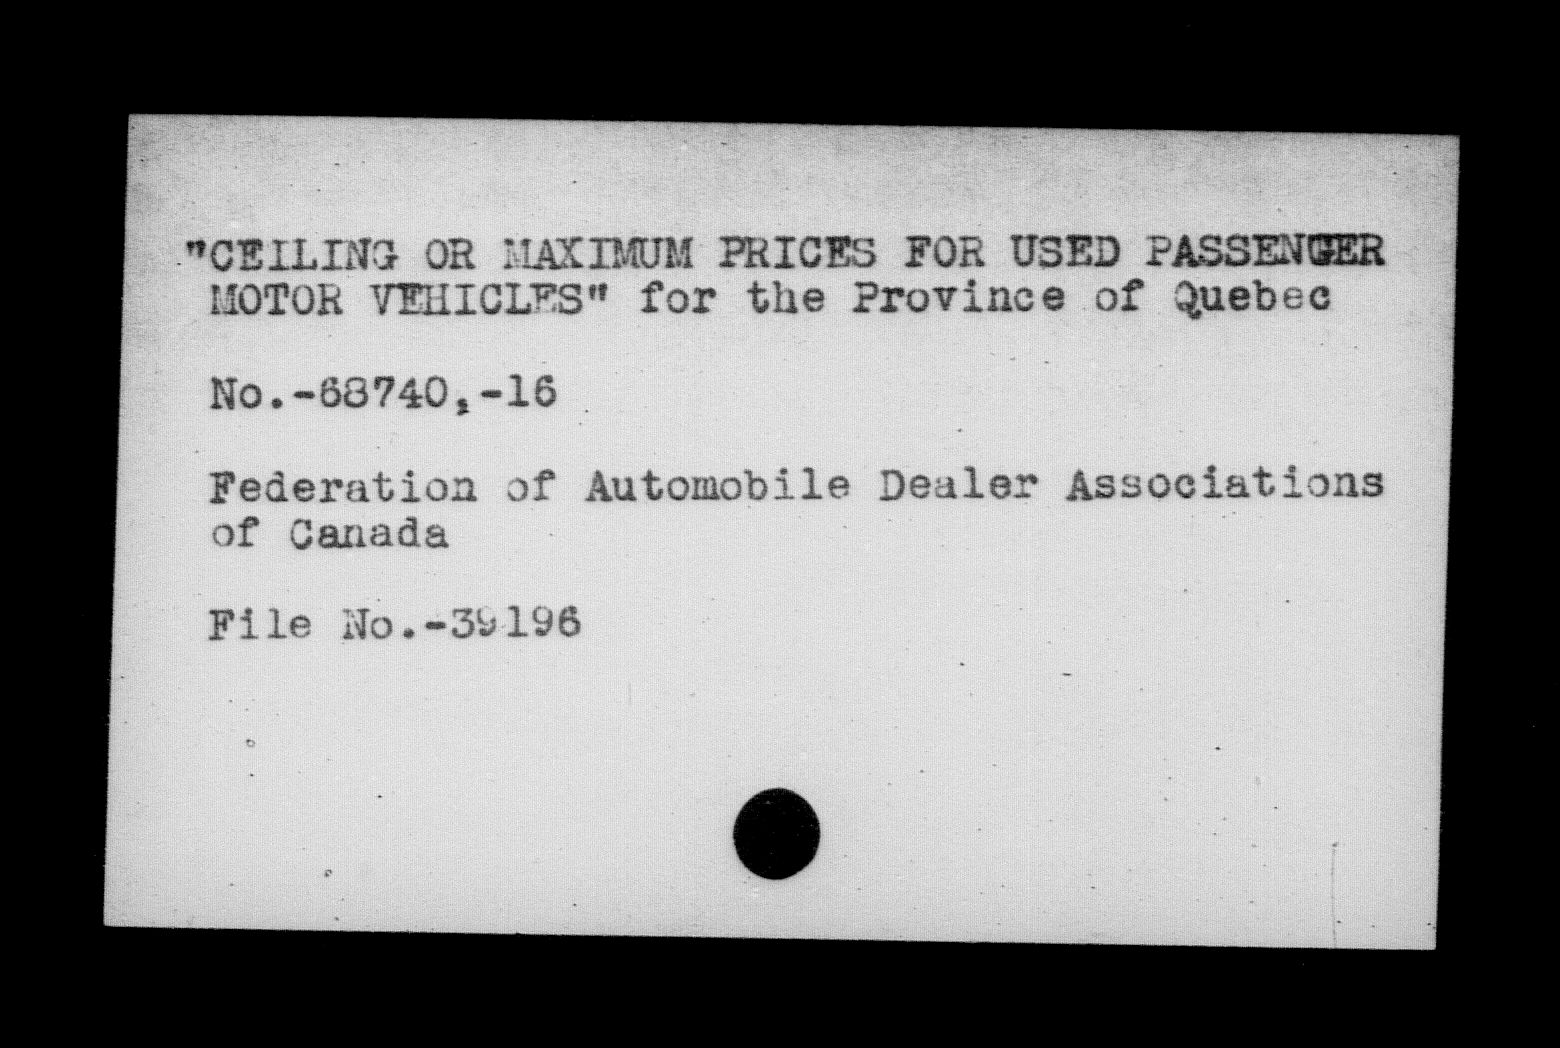 "CEILING OR MAXIMUM PRICES FOR USED PASSENGER
MOTOR VEHICLES" for the Province of Quebec
No.-68740,-16
Federation of Automobile Dealer Associations
of Canada
File No.-39196